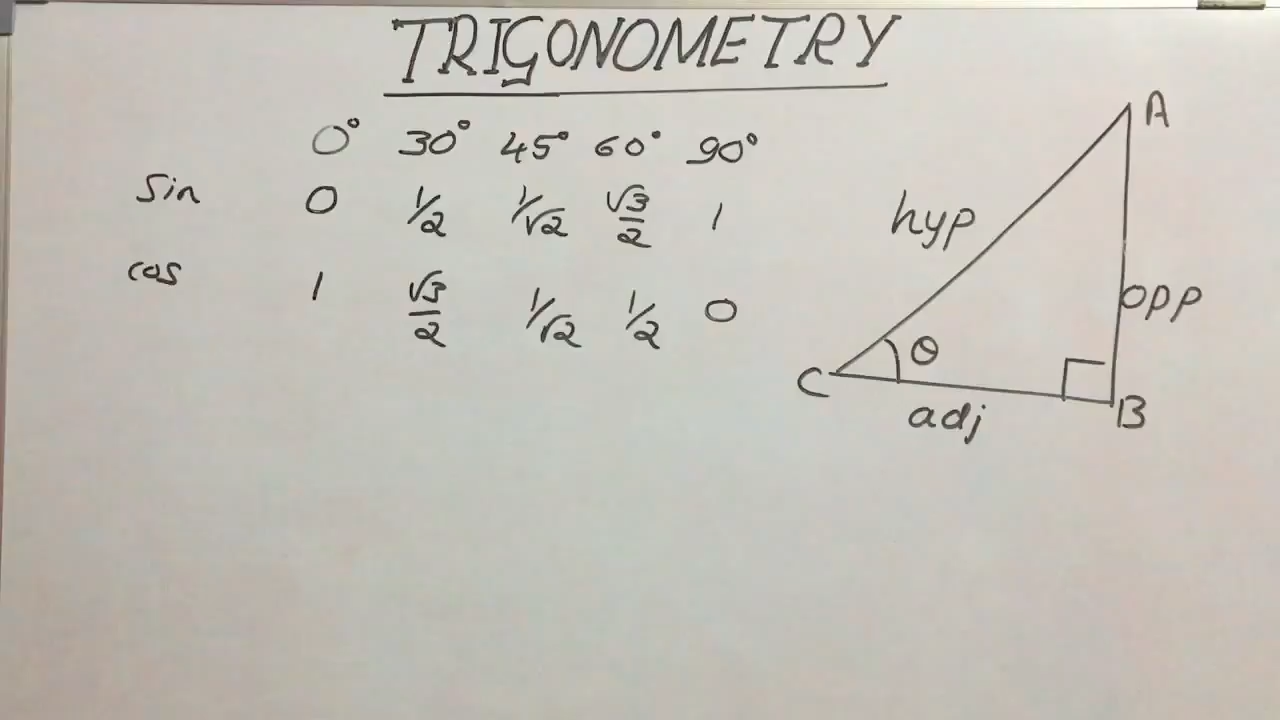 TRIGONOMETRY
0° 30° 45° 60° 90°
Sin 0 1/2 1/√2 √3/2 1
cos 1 √3/2 1/√2 1/2 0
A
hyp
opp
θ
C
adj
B